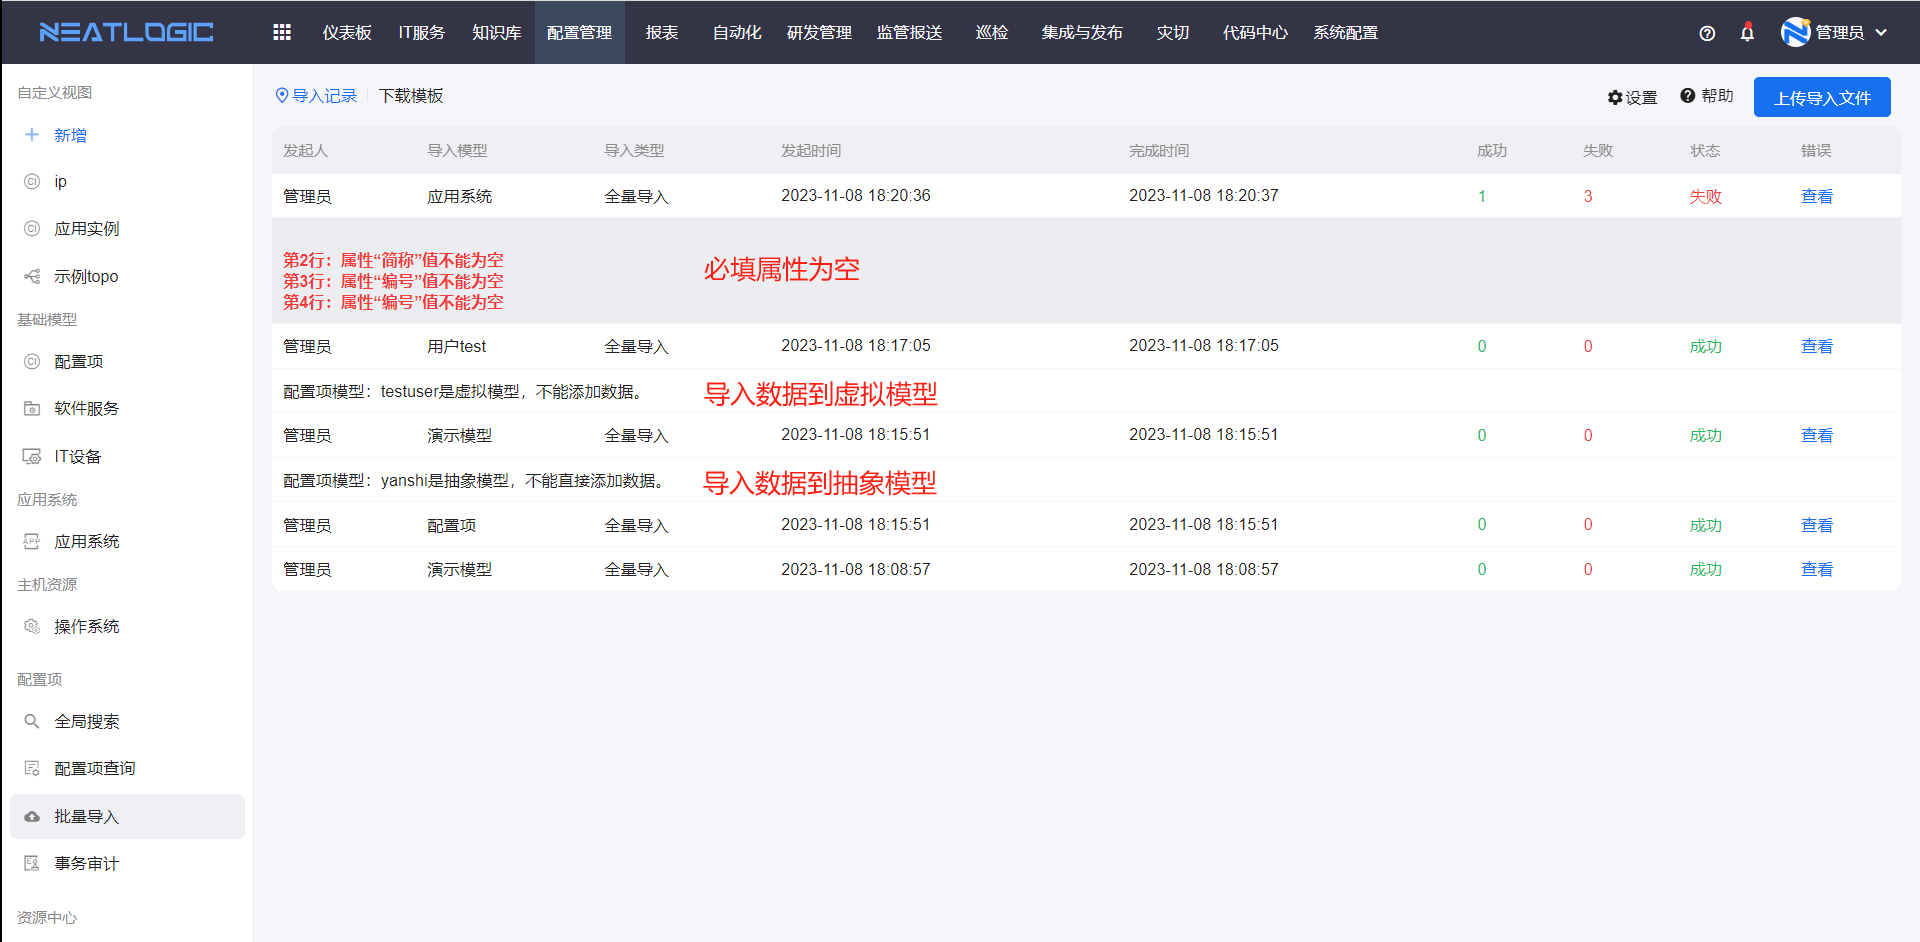 NEATLOGIC 仪表板 IT服务 知识库 配置管理 报表 自动化 研发管理 监管报送 巡检 集成与发布 灾切 代码中心 系统配置 管理员
自定义视图
新增
ip
应用实例
示例topo
基础模型
配置项
软件服务
IT设备
应用系统
应用系统
主机资源
操作系统
配置项
全局搜索
配置项查询
批量导入
事务审计
资源中心
导入记录 下载模板 设置 帮助 上传导入文件
发起人 导入模型 导入类型 发起时间 完成时间 成功 失败 状态 错误
管理员 应用系统 全量导入 2023-11-08 18:20:36 2023-11-08 18:20:37 1 3 失败 查看
第2行：属性“简称”值不能为空
第3行：属性“编号”值不能为空
第4行：属性“编号”值不能为空
必填属性为空
管理员 用户test 全量导入 2023-11-08 18:17:05 2023-11-08 18:17:05 0 0 成功 查看
配置项模型：testuser是虚拟模型，不能添加数据。 导入数据到虚拟模型
管理员 演示模型 全量导入 2023-11-08 18:15:51 2023-11-08 18:15:51 0 0 成功 查看
配置项模型：yanshi是抽象模型，不能直接添加数据。 导入数据到抽象模型
管理员 配置项 全量导入 2023-11-08 18:15:51 2023-11-08 18:15:51 0 0 成功 查看
管理员 演示模型 全量导入 2023-11-08 18:08:57 2023-11-08 18:08:57 0 0 成功 查看